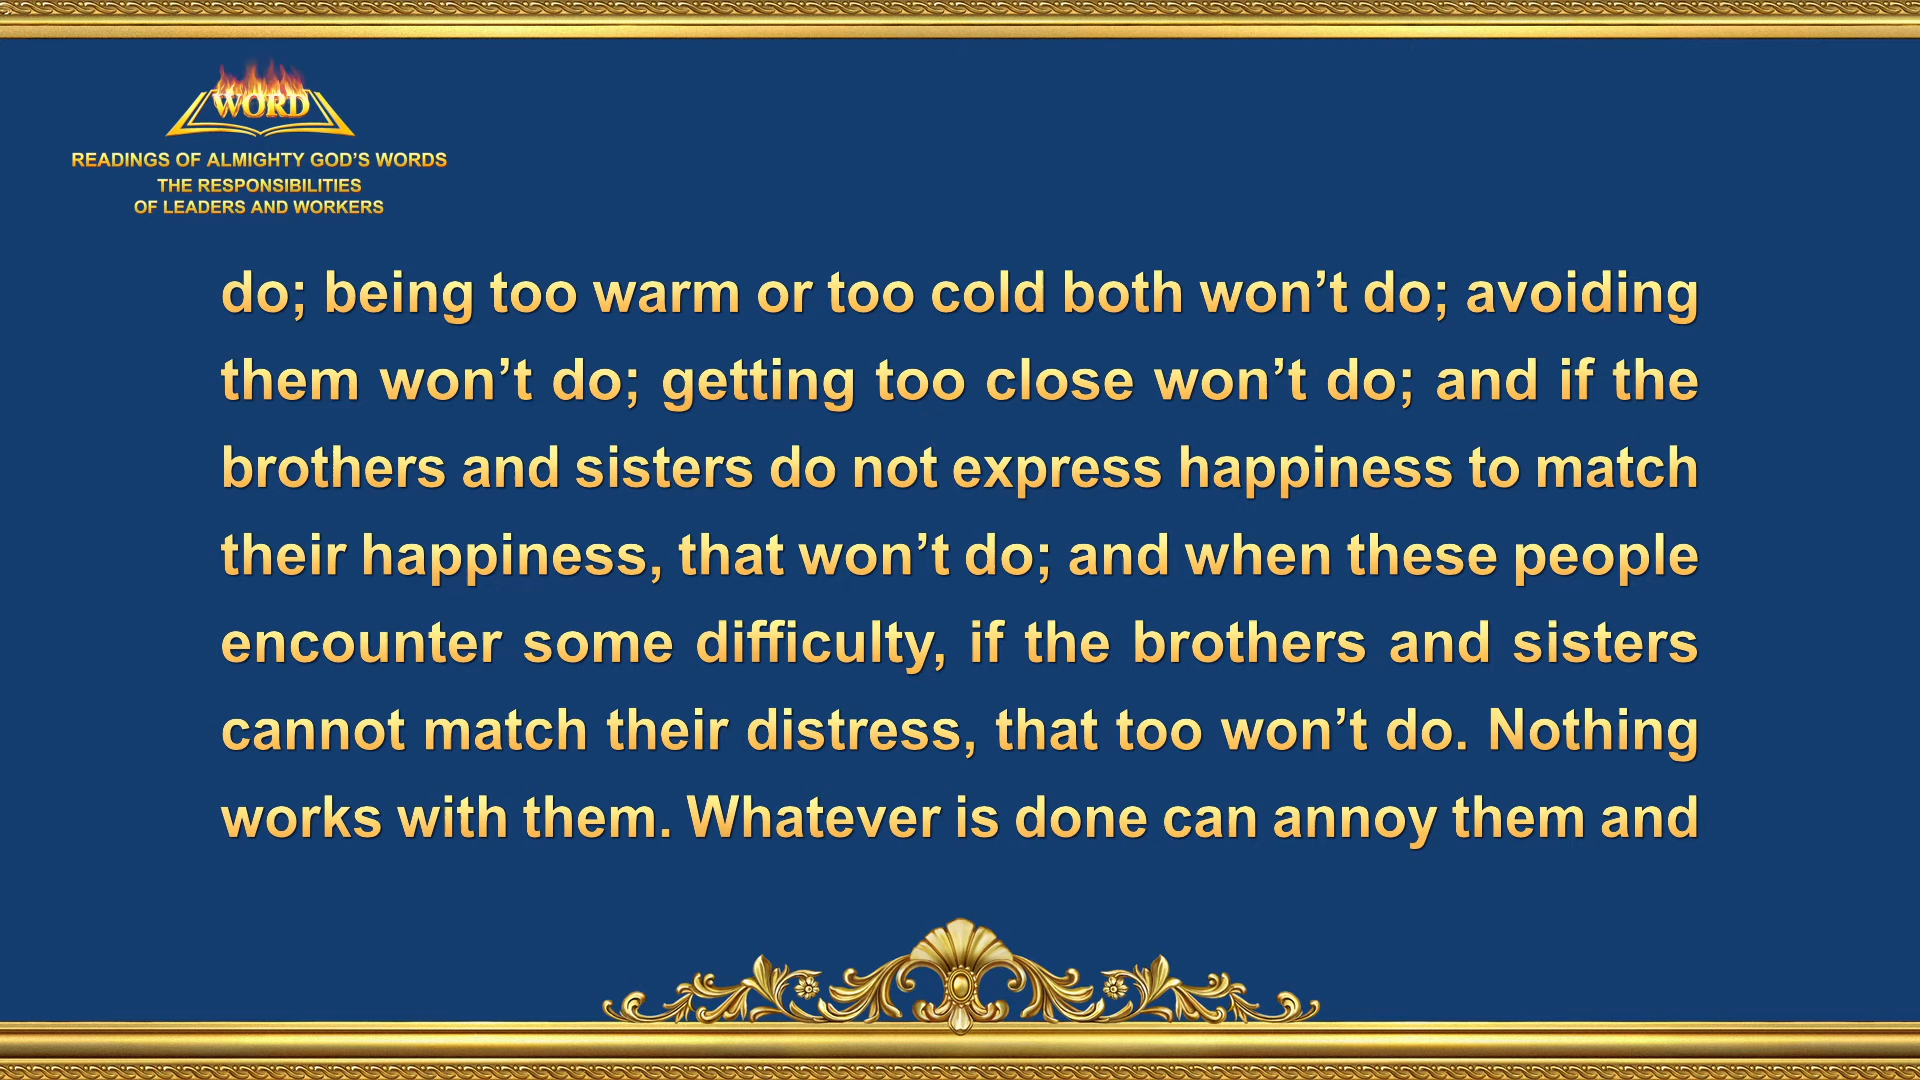 WORD
READINGS OF ALMIGHTY GOD’S WORDS
THE RESPONSIBILITIES
OF LEADERS AND WORKERS
do; being too warm or too cold both won’t do; avoiding
them won’t do; getting too close won’t do; and if the
brothers and sisters do not express happiness to match
their happiness, that won’t do; and when these people
encounter some difficulty, if the brothers and sisters
cannot match their distress, that too won’t do. Nothing
works with them. Whatever is done can annoy them and